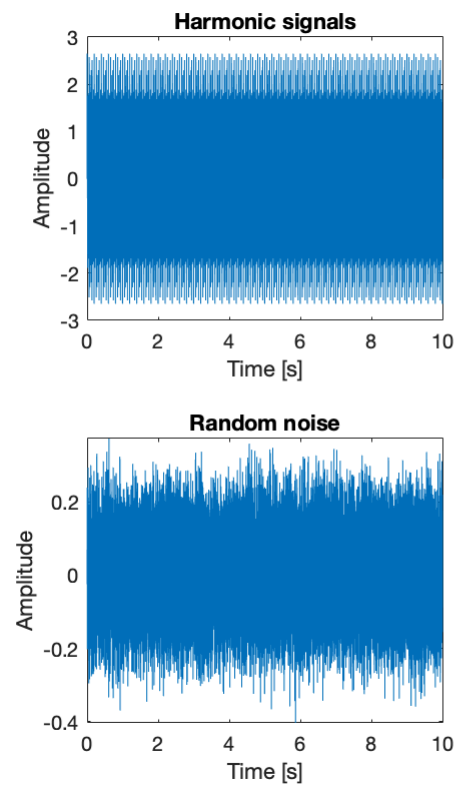 Harmonic signals
3
2
1
0
-1
-2
-3
Amplitude
0 2 4 6 8 10
Time [s]
Random noise
0.2
0
-0.2
-0.4
Amplitude
0 2 4 6 8 10
Time [s]